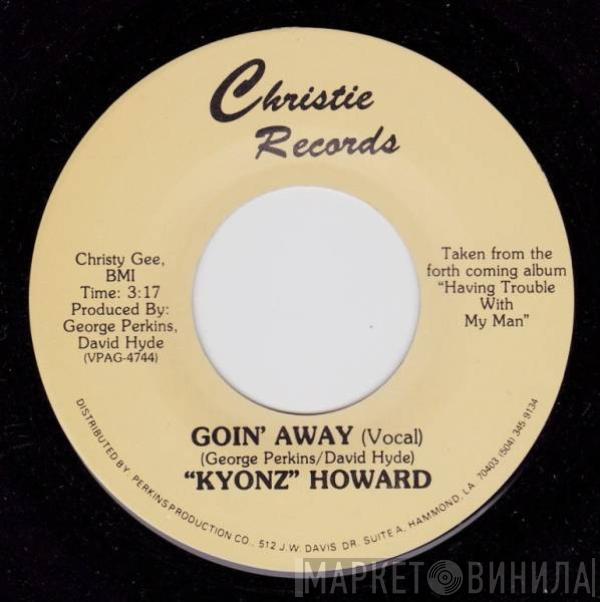 Christie
Records
Christy Gee,
BMI
Time: 3:17
Produced By:
George Perkins,
David Hyde
(VPAG-4744)
Taken from the
forth coming album
“Having Trouble
With
My Man”
GOIN’ AWAY (Vocal)
(George Perkins/David Hyde)
“KYONZ” HOWARD
DISTRIBUTED BY PERKINS PRODUCTION CO., 512 J.W. DAVIS DR. SUITE A, HAMMOND, LA. 70403 (504) 345 9134
МАРКЕТ ВИНИЛА